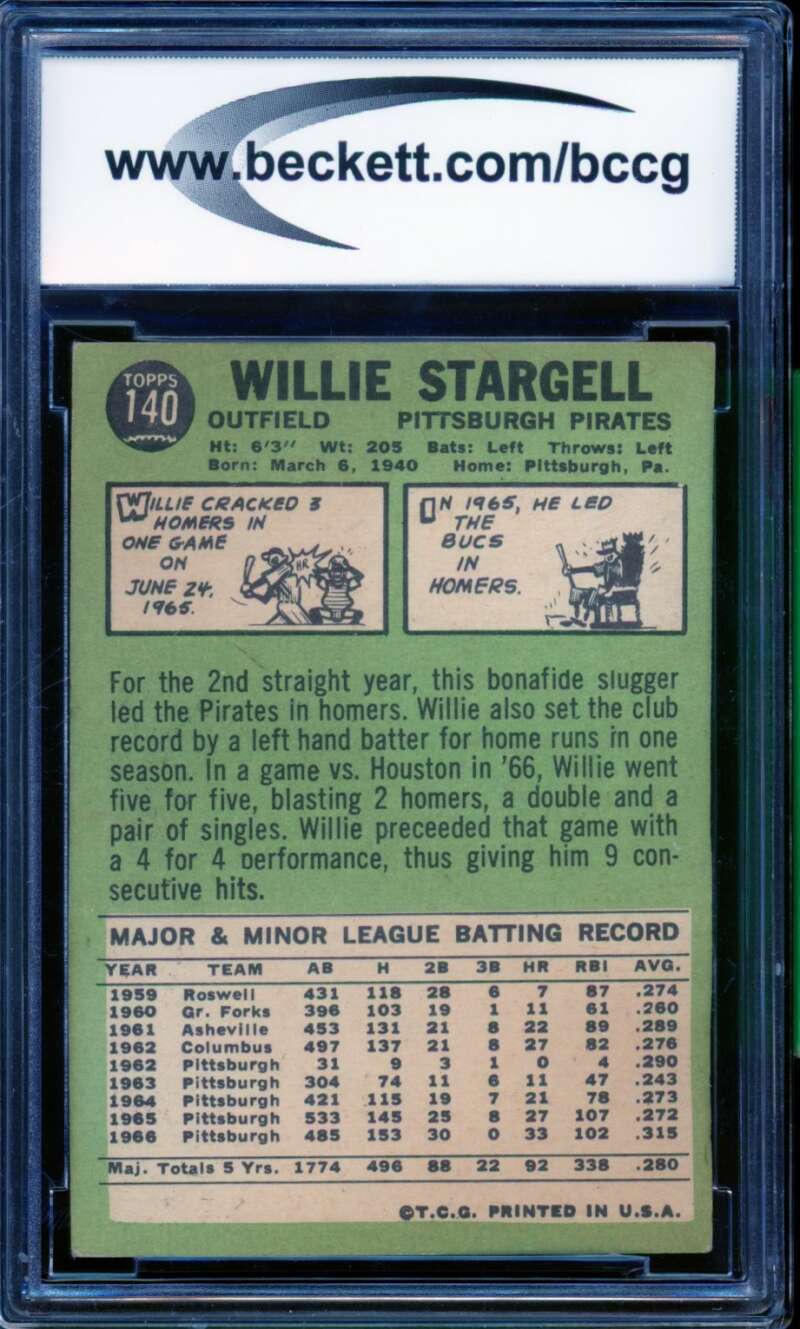 www.beckett.com/bccg
TOPPS
140
WILLIE STARGELL
OUTFIELD PITTSBURGH PIRATES
Ht: 6'3" Wt: 205 Bats: Left Throws: Left
Born: March 6, 1940 Home: Pittsburgh, Pa.
WILLIE CRACKED 3
HOMERS IN
ONE GAME
ON
JUNE 24,
1965.
HR
IN 1965, HE LED
THE
BUCS
IN
HOMERS.
For the 2nd straight year, this bonafide slugger
led the Pirates in homers. Willie also set the club
record by a left hand batter for home runs in one
season. In a game vs. Houston in '66, Willie went
five for five, blasting 2 homers, a double and a
pair of singles. Willie preceeded that game with
a 4 for 4 performance, thus giving him 9 con-
secutive hits.
MAJOR & MINOR LEAGUE BATTING RECORD
YEAR TEAM AB H 2B 3B HR RBI AVG.
1959 Roswell 431 118 28 6 7 87 .274
1960 Gr. Forks 396 103 19 1 11 61 .260
1961 Asheville 453 131 21 8 22 89 .289
1962 Columbus 497 137 21 8 27 82 .276
1962 Pittsburgh 31 9 3 1 0 4 .290
1963 Pittsburgh 304 74 11 6 11 47 .243
1964 Pittsburgh 421 115 19 7 21 78 .273
1965 Pittsburgh 533 145 25 8 27 107 .272
1966 Pittsburgh 485 153 30 0 33 102 .315
Maj. Totals 5 Yrs. 1774 496 88 22 92 338 .280
©T.C.G. PRINTED IN U.S.A.